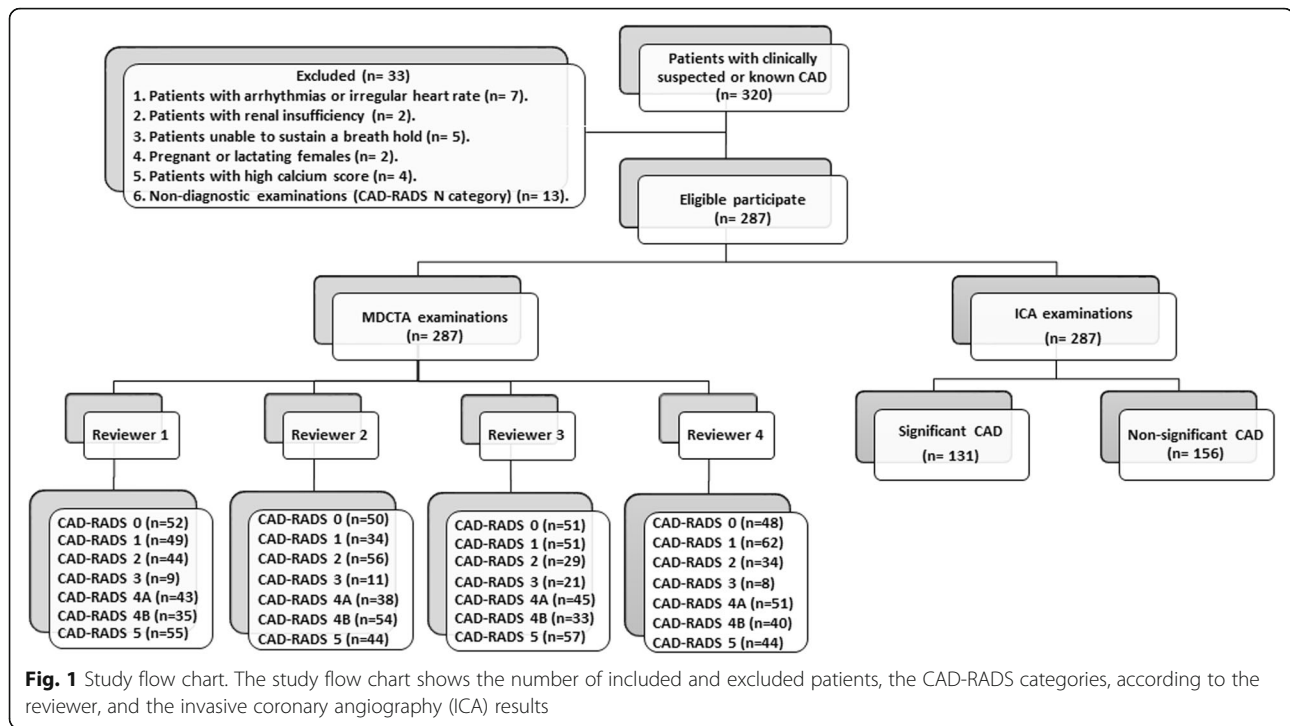 Patients with clinically
suspected or known CAD
(n= 320)
Excluded (n= 33)
1. Patients with arrhythmias or irregular heart rate (n= 7).
2. Patients with renal insufficiency (n= 2).
3. Patients unable to sustain a breath hold (n= 5).
4. Pregnant or lactating females (n= 2).
5. Patients with high calcium score (n= 4).
6. Non-diagnostic examinations (CAD-RADS N category) (n= 13).
Eligible participate
(n= 287)
MDCTA examinations
(n= 287)
ICA examinations
(n= 287)
Reviewer 1
Reviewer 2
Reviewer 3
Reviewer 4
Significant CAD
(n= 131)
Non-significant CAD
(n= 156)
CAD-RADS 0 (n=52)
CAD-RADS 1 (n=49)
CAD-RADS 2 (n=44)
CAD-RADS 3 (n=9)
CAD-RADS 4A (n=43)
CAD-RADS 4B (n=35)
CAD-RADS 5 (n=55)
CAD-RADS 0 (n=50)
CAD-RADS 1 (n=34)
CAD-RADS 2 (n=56)
CAD-RADS 3 (n=11)
CAD-RADS 4A (n=38)
CAD-RADS 4B (n=54)
CAD-RADS 5 (n=44)
CAD-RADS 0 (n=51)
CAD-RADS 1 (n=51)
CAD-RADS 2 (n=29)
CAD-RADS 3 (n=21)
CAD-RADS 4A (n=45)
CAD-RADS 4B (n=33)
CAD-RADS 5 (n=57)
CAD-RADS 0 (n=48)
CAD-RADS 1 (n=62)
CAD-RADS 2 (n=34)
CAD-RADS 3 (n=8)
CAD-RADS 4A (n=51)
CAD-RADS 4B (n=40)
CAD-RADS 5 (n=44)
Fig. 1 Study flow chart. The study flow chart shows the number of included and excluded patients, the CAD-RADS categories, according to the
reviewer, and the invasive coronary angiography (ICA) results